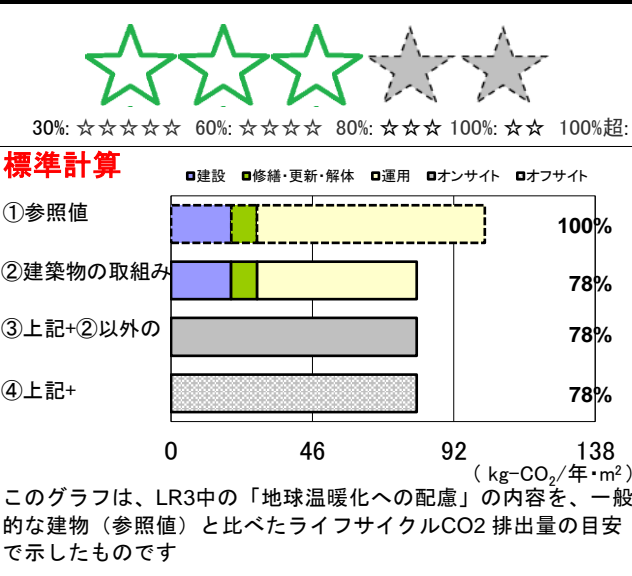 30%: ☆☆☆☆☆ 60%: ☆☆☆☆ 80%: ☆☆☆ 100%: ☆☆ 100%超:
標準計算
■建設 ■修繕・更新・解体 □運用 ■オンサイト ■オフサイト
①参照値 100%
②建築物の取組み 78%
③上記+②以外の 78%
④上記+ 78%
0 46 92 138
( kg-CO₂/年・m²)
このグラフは、LR3中の「地球温暖化への配慮」の内容を、一般
的な建物（参照値）と比べたライフサイクルCO2 排出量の目安
で示したものです